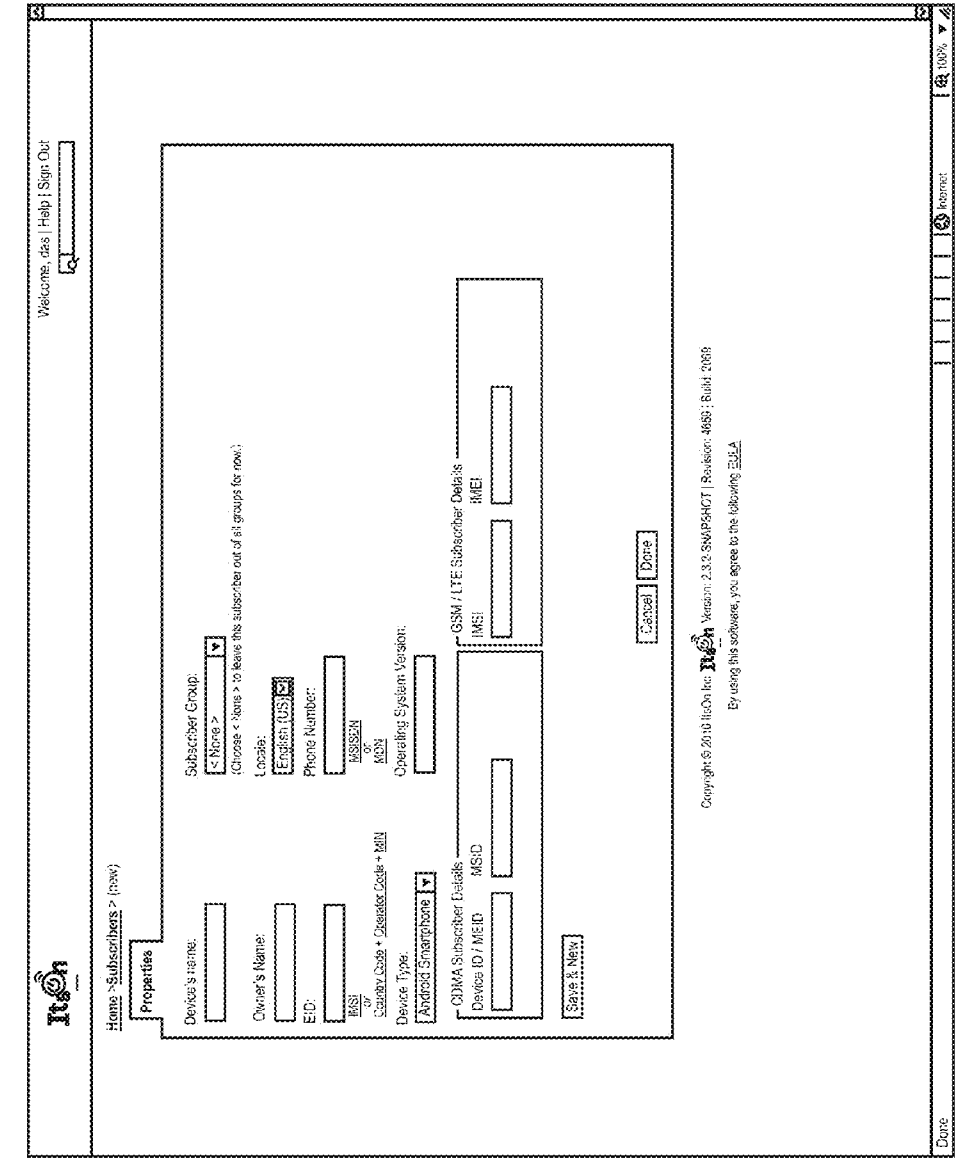 ItsOn
Welcome, das | Help | Sign Out
Home >Subscribers > (new)
Properties
Device's name:
Subscriber Group:
< None >
(Choose < None > to leave this subscriber out of all groups for now.)
Owner's Name:
Locale:
English (US)
EID:
Phone Number:
IMSI
or
Country Code + Operator Code + MIN
MSISDN
or
MDN
Device Type:
Android Smartphone
Operating System Version:
CDMA Subscriber Details
Device ID / MEID
MSID
GSM / LTE Subscriber Details
IMSI
IMEI
Save & New
Cancel
Done
Copyright © 2010 ItsOn Inc. ItsOn Version: 2.3.2-SNAPSHOT | Revision: 4669 | Build: 2069
By using this software, you agree to the following EULA
Done
Internet
100%